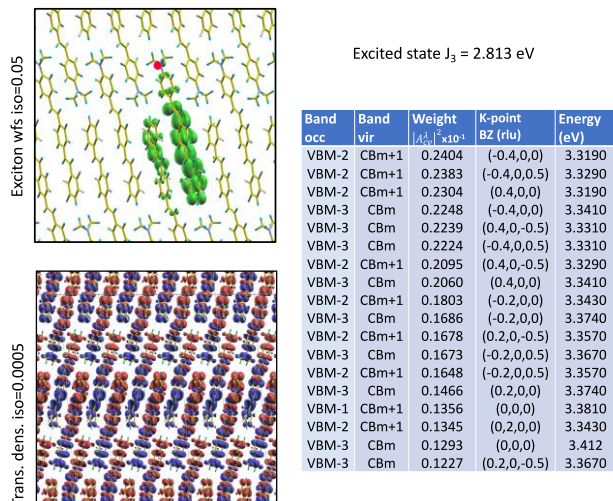 Exciton wfs iso=0.05
Excited state J₃ = 2.813 eV
Band occ Band vir Weight |Aλcv|² x10⁻¹ K-point BZ (rlu) Energy (eV)
VBM-2 CBm+1 0.2404 (-0.4,0,0) 3.3190
VBM-2 CBm+1 0.2383 (-0.4,0,0.5) 3.3290
VBM-2 CBm+1 0.2304 (0.4,0,0) 3.3190
VBM-3 CBm 0.2248 (-0.4,0,0) 3.3410
VBM-3 CBm 0.2239 (0.4,0,-0.5) 3.3310
VBM-3 CBm 0.2224 (-0.4,0,0.5) 3.3310
VBM-2 CBm+1 0.2095 (0.4,0,-0.5) 3.3290
VBM-3 CBm 0.2060 (0.4,0,0) 3.3410
VBM-2 CBm+1 0.1803 (-0.2,0,0) 3.3430
VBM-3 CBm 0.1686 (-0.2,0,0) 3.3740
VBM-2 CBm+1 0.1678 (0.2,0,-0.5) 3.3570
VBM-3 CBm 0.1673 (-0.2,0,0.5) 3.3670
VBM-2 CBm+1 0.1648 (-0.2,0,0.5) 3.3570
VBM-3 CBm 0.1466 (0.2,0,0) 3.3740
VBM-1 CBm+1 0.1356 (0,0,0) 3.3810
VBM-2 CBm+1 0.1345 (0,2,0,0) 3.3430
VBM-3 CBm 0.1293 (0,0,0) 3.412
VBM-3 CBm 0.1227 (0.2,0,-0.5) 3.3670
Trans. dens. iso=0.0005